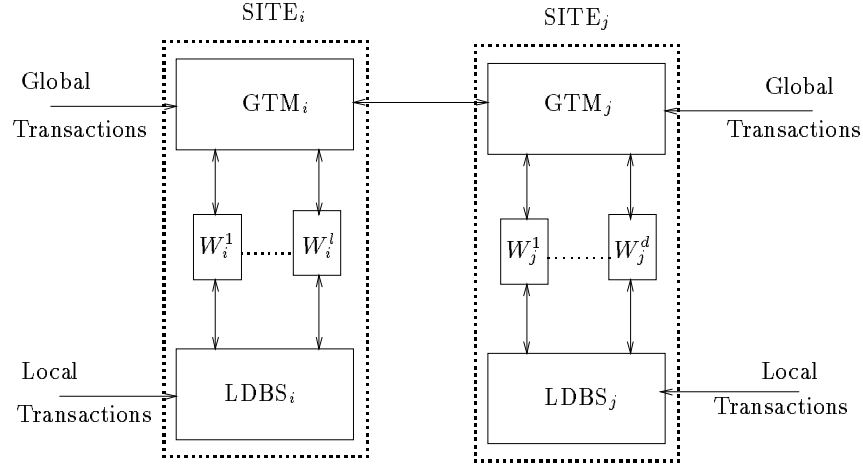 SITE_i
SITE_j
Global
Transactions
GTM_i
GTM_j
Global
Transactions
W_i^1
W_i^l
W_j^1
W_j^d
Local
Transactions
LDBS_i
LDBS_j
Local
Transactions